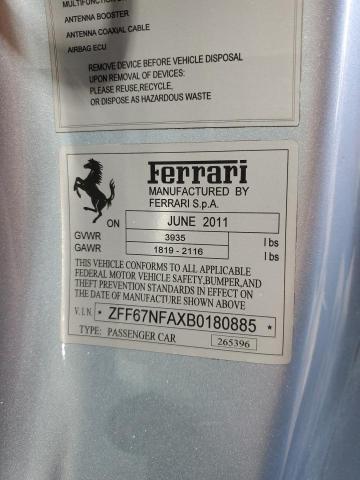 ANTENNA BOOSTER
ANTENNA COAXIAL CABLE
AIRBAG ECU
REMOVE DEVICE BEFORE VEHICLE DISPOSAL
UPON REMOVAL OF DEVICES:
PLEASE REUSE,RECYCLE,
OR DISPOSE AS HAZARDOUS WASTE
Ferrari
MANUFACTURED BY
FERRARI S.p.A.
ON JUNE 2011
GVWR 3935 lbs
GAWR 1819 - 2116 lbs
THIS VEHICLE CONFORMS TO ALL APPLICABLE
FEDERAL MOTOR VEHICLE SAFETY,BUMPER,AND
THEFT PREVENTION STANDARDS IN EFFECT ON
THE DATE OF MANUFACTURE SHOWN ABOVE
V.I.N. * ZFF67NFAXB0180885 *
TYPE: PASSENGER CAR 265396